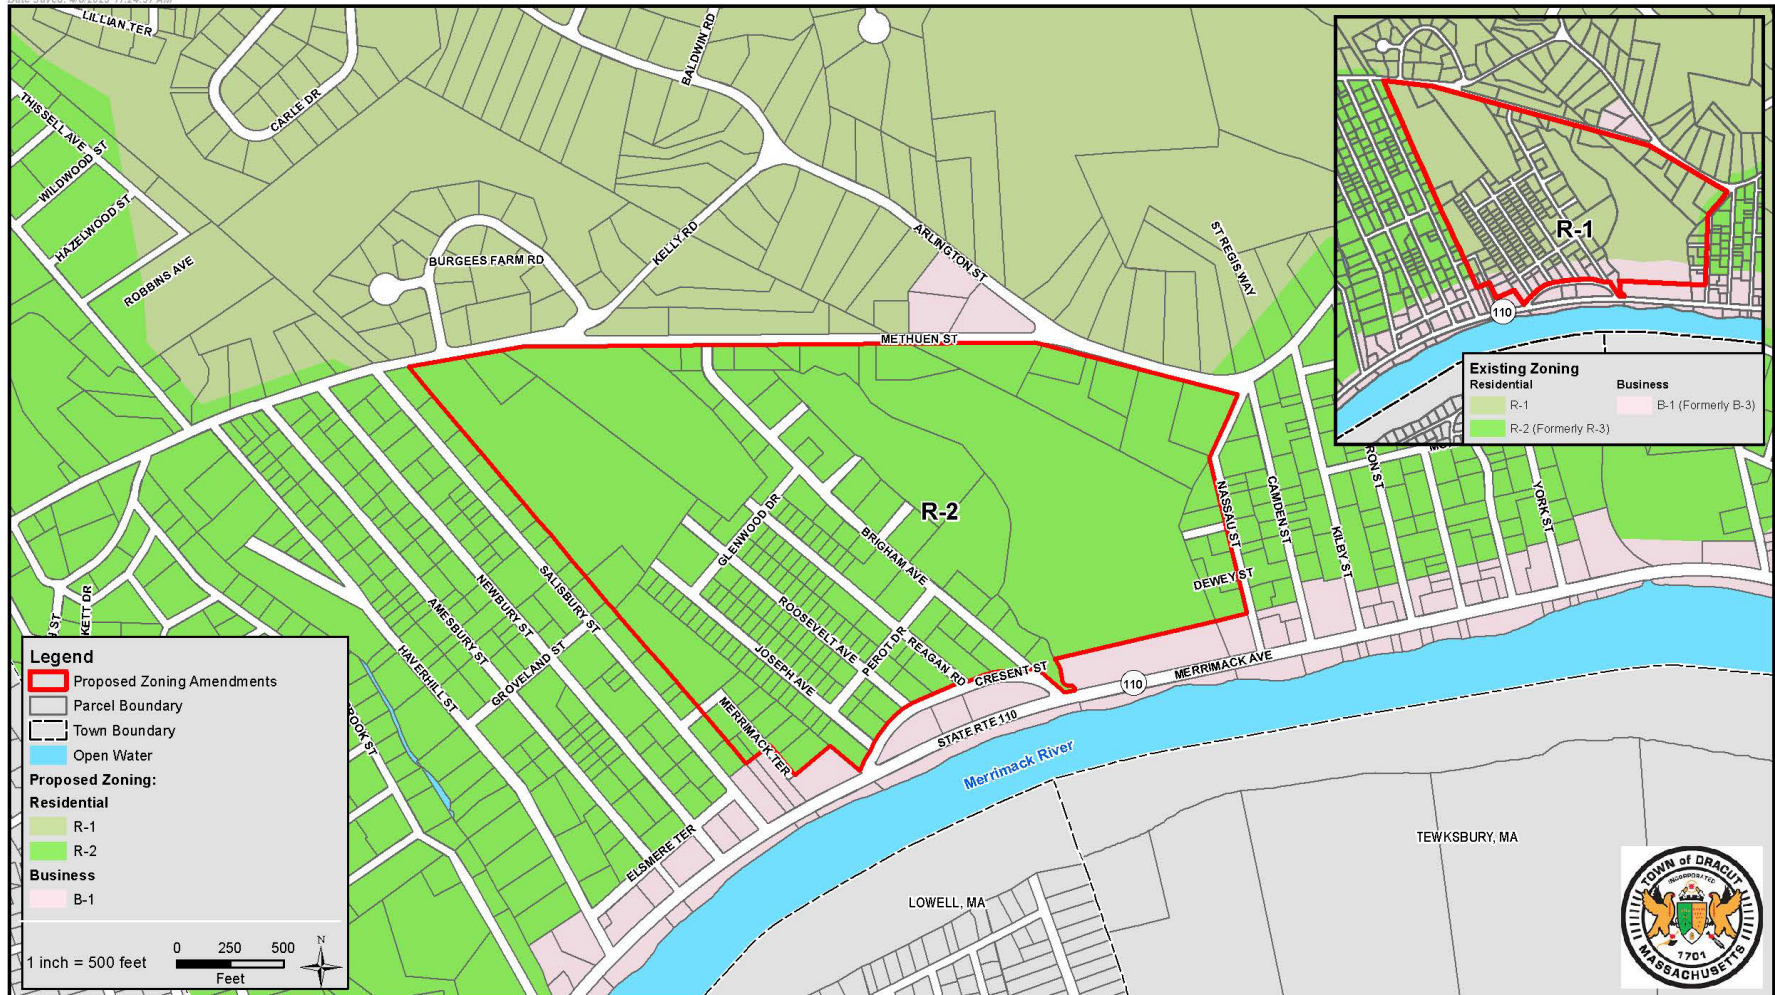 LILLIAN TER
CARLE DR
BALDWIN RD
THISSELL AVE
WILDWOOD ST
HAZELWOOD ST
ROBBINS AVE
BURGEES FARM RD
KELLY RD
ARLINGTON ST
ST REGIS WAY
METHUEN ST
R-2
GLENWOOD DR
BRIGHAM AVE
NASSAU ST
CAMDEN ST
KILBY ST
YORK ST
DEWEY ST
SALISBURY ST
NEWBURY ST
AMESBURY ST
GROVELAND ST
HAVERHILL ST
ROOSEVELT AVE
JOSEPH AVE
PEROT DR
REAGAN RD
CRESENT ST
MERRIMACK TER
STATE RTE 110
110
MERRIMACK AVE
ELSMERE TER
Merrimack River
LOWELL, MA
TEWKSBURY, MA
R-1
110
Existing Zoning
Residential
Business
R-1
B-1 (Formerly B-3)
R-2 (Formerly R-3)
Legend
Proposed Zoning Amendments
Parcel Boundary
Town Boundary
Open Water
Proposed Zoning:
Residential
R-1
R-2
Business
B-1
1 inch = 500 feet
0 250 500
Feet
N
TOWN of DRACUT
INCORPORATED
1701
MASSACHUSETTS